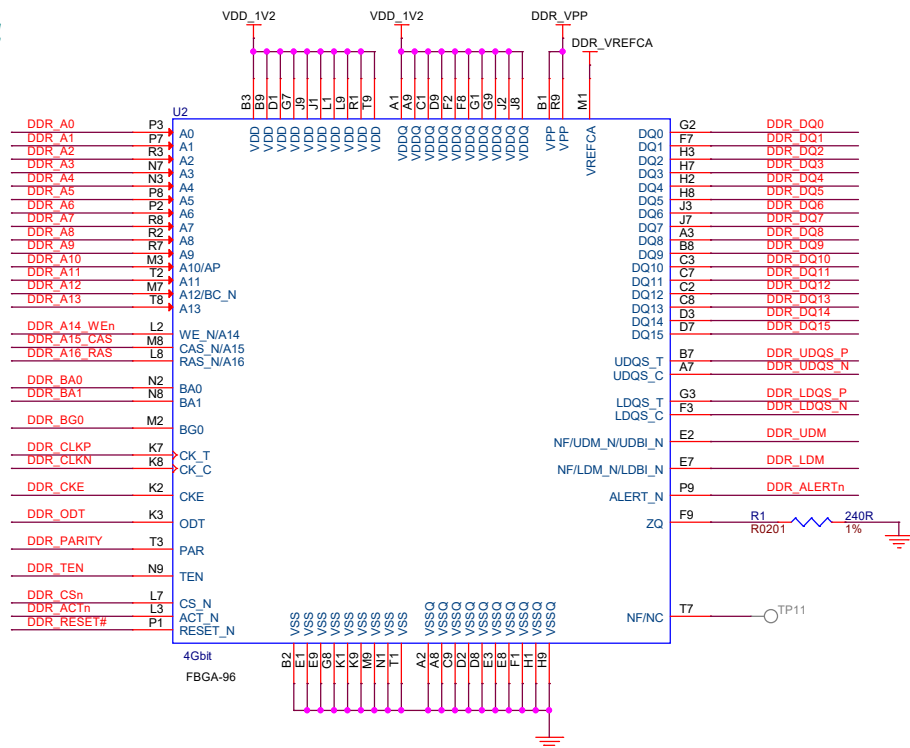 VDD_1V2 VDD_1V2 DDR_VPP
DDR_VREFCA
B3 B9 D1 G7 J9 J1 L1 L9 R1 T9 A1 A9 C1 D9 F2 F8 G1 G9 J2 J8 B1 R9 M1
U2
VDD VDD VDD VDD VDD VDD VDD VDD VDD VDD VDDQ VDDQ VDDQ VDDQ VDDQ VDDQ VDDQ VDDQ VDDQ VDDQ VPP VPP VREFCA
DDR_A0 P3 A0 DQ0 G2 DDR_DQ0
DDR_A1 P7 A1 DQ1 F7 DDR_DQ1
DDR_A2 R3 A2 DQ2 H3 DDR_DQ2
DDR_A3 N7 A3 DQ3 H7 DDR_DQ3
DDR_A4 N3 A4 DQ4 H2 DDR_DQ4
DDR_A5 P8 A5 DQ5 H8 DDR_DQ5
DDR_A6 P2 A6 DQ6 J3 DDR_DQ6
DDR_A7 R8 A7 DQ7 J7 DDR_DQ7
DDR_A8 R2 A8 DQ8 A3 DDR_DQ8
DDR_A9 R7 A9 DQ9 B8 DDR_DQ9
DDR_A10 M3 A10/AP DQ10 C3 DDR_DQ10
DDR_A11 T2 A11 DQ11 C7 DDR_DQ11
DDR_A12 M7 A12/BC_N DQ12 C2 DDR_DQ12
DDR_A13 T8 A13 DQ13 C8 DDR_DQ13
DQ14 D3 DDR_DQ14
DDR_A14_WEn L2 WE_N/A14 DQ15 D7 DDR_DQ15
DDR_A15_CAS M8 CAS_N/A15
DDR_A16_RAS L8 RAS_N/A16 UDQS_T B7 DDR_UDQS_P
UDQS_C A7 DDR_UDQS_N
DDR_BA0 N2 BA0
DDR_BA1 N8 BA1 LDQS_T G3 DDR_LDQS_P
LDQS_C F3 DDR_LDQS_N
DDR_BG0 M2 BG0
NF/UDM_N/UDBI_N E2 DDR_UDM
DDR_CLKP K7 CK_T
DDR_CLKN K8 CK_C NF/LDM_N/LDBI_N E7 DDR_LDM
DDR_CKE K2 CKE ALERT_N P9 DDR_ALERTn
DDR_ODT K3 ODT ZQ F9 R1 240R
R0201 1%
DDR_PARITY T3 PAR
DDR_TEN N9 TEN
DDR_CSn L7 CS_N
DDR_ACTn L3 ACT_N NF/NC T7 TP11
DDR_RESET# P1 RESET_N
VSS VSS VSS VSS VSS VSS VSS VSS VSS VSSQ VSSQ VSSQ VSSQ VSSQ VSSQ VSSQ VSSQ VSSQ VSSQ
4Gbit
FBGA-96
B2 E1 E9 G8 K1 K9 M9 N1 T1 A2 A8 C9 D2 D8 E3 E8 F1 H1 H9